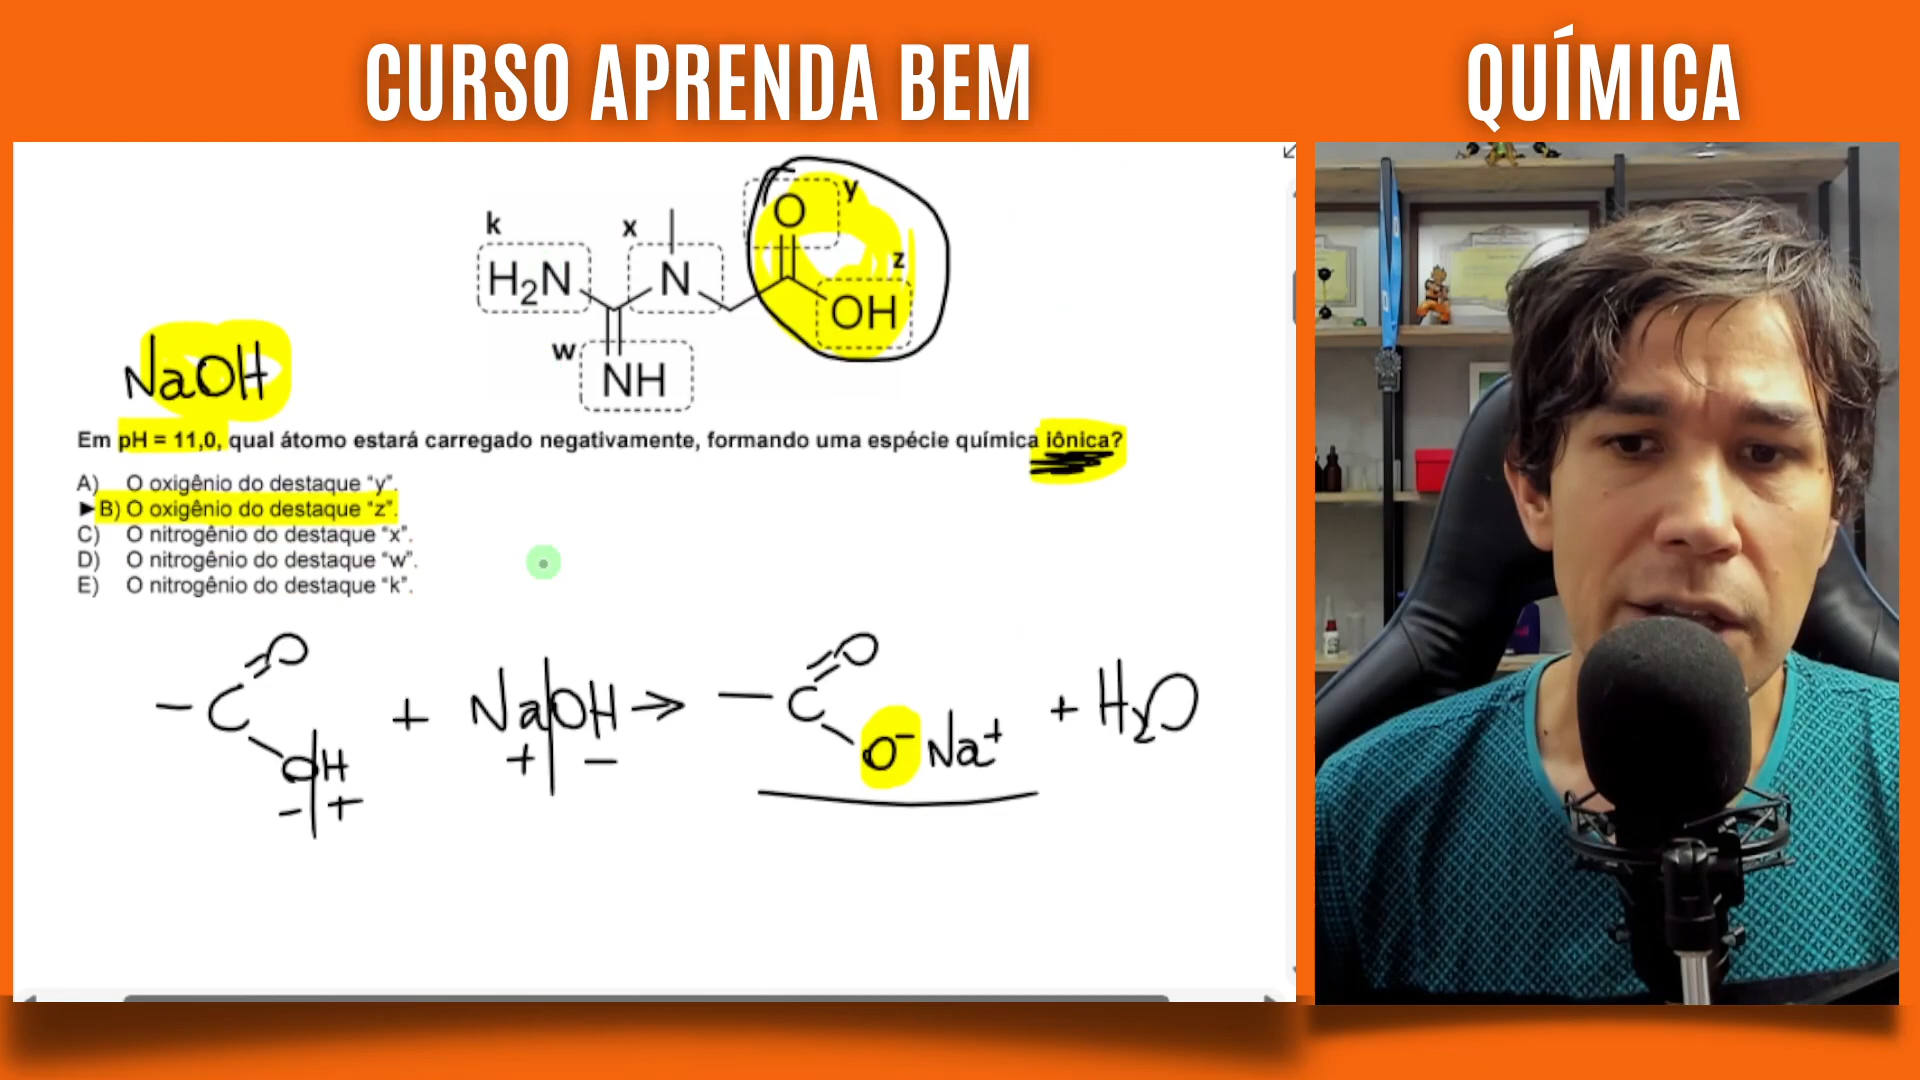 CURSO APRENDA BEM
QUÍMICA
k
H₂N
x
N
y
O
z
OH
w
NH
NaOH
Em pH = 11,0, qual átomo estará carregado negativamente, formando uma espécie química iônica?
A) O oxigênio do destaque “y”.
►B) O oxigênio do destaque “z”.
C) O nitrogênio do destaque “x”.
D) O nitrogênio do destaque “w”.
E) O nitrogênio do destaque “k”.
– C = O OH – + + NaOH + – → – C = O O⁻ Na⁺ + H₂O